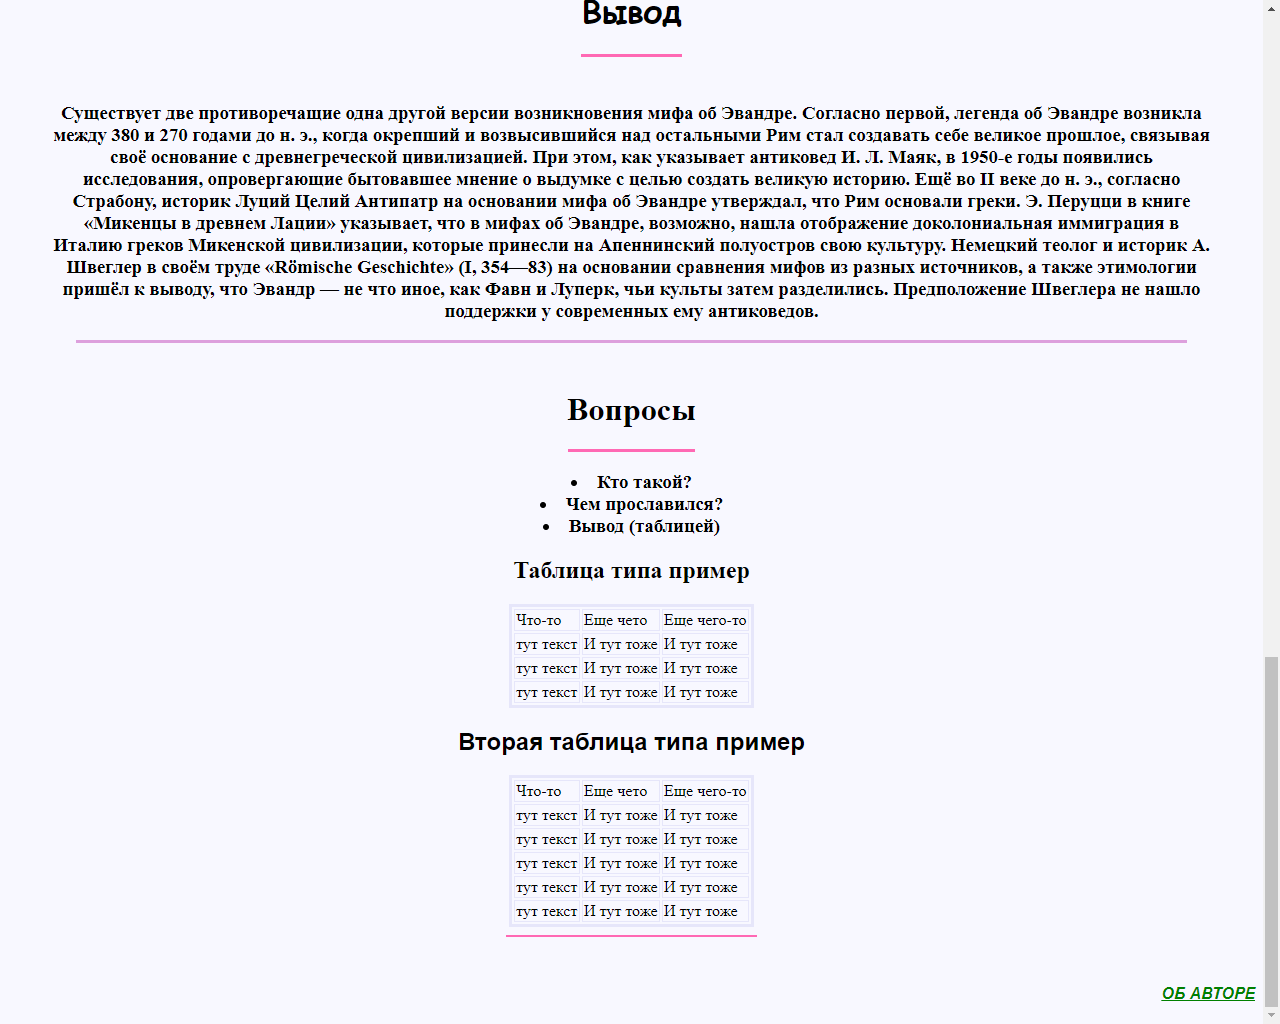 Вывод
Существует две противоречащие одна другой версии возникновения мифа об Эвандре. Согласно первой, легенда об Эвандре возникла
между 380 и 270 годами до н. э., когда окрепший и возвысившийся над остальными Рим стал создавать себе великое прошлое, связывая
своё основание с древнегреческой цивилизацией. При этом, как указывает антиковед И. Л. Маяк, в 1950-е годы появились
исследования, опровергающие бытовавшее мнение о выдумке с целью создать великую историю. Ещё во II веке до н. э., согласно
Страбону, историк Луций Целий Антипатр на основании мифа об Эвандре утверждал, что Рим основали греки. Э. Перуцци в книге
«Микенцы в древнем Лации» указывает, что в мифах об Эвандре, возможно, нашла отображение доколониальная иммиграция в
Италию греков Микенской цивилизации, которые принесли на Апеннинский полуостров свою культуру. Немецкий теолог и историк А.
Швеглер в своём труде «Römische Geschichte» (I, 354—83) на основании сравнения мифов из разных источников, а также этимологии
пришёл к выводу, что Эвандр — не что иное, как Фавн и Луперк, чьи культы затем разделились. Предположение Швеглера не нашло
поддержки у современных ему антиковедов.
Вопросы
• Кто такой?
• Чем прославился?
• Вывод (таблицей)
Таблица типа пример
Что-то Еще чето Еще чего-то
тут текст И тут тоже И тут тоже
тут текст И тут тоже И тут тоже
тут текст И тут тоже И тут тоже
Вторая таблица типа пример
Что-то Еще чето Еще чего-то
тут текст И тут тоже И тут тоже
тут текст И тут тоже И тут тоже
тут текст И тут тоже И тут тоже
тут текст И тут тоже И тут тоже
тут текст И тут тоже И тут тоже
ОБ АВТОРЕ